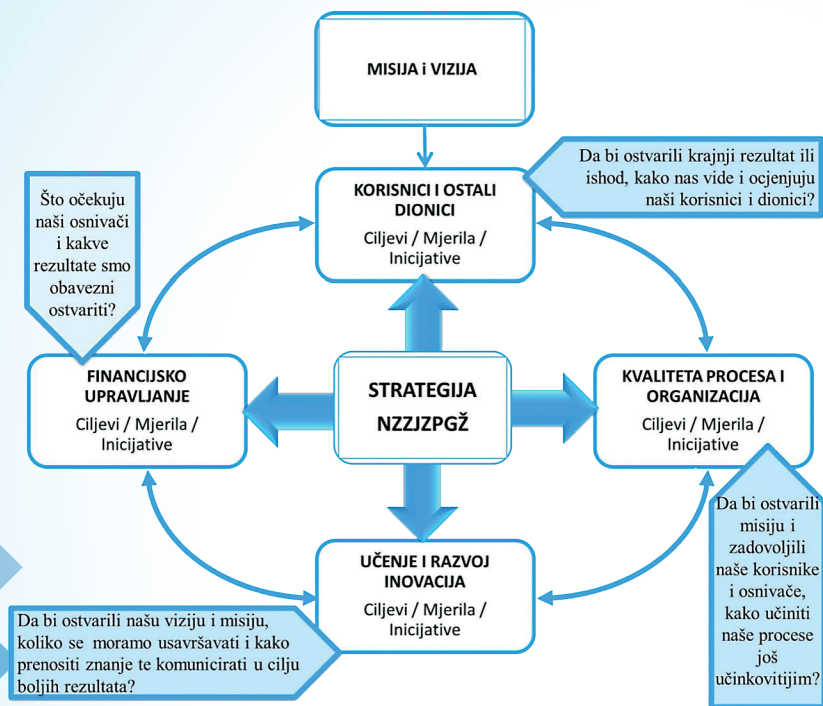 MISIJA i VIZIJA
Da bi ostvarili krajnji rezultat ili
ishod, kako nas vide i ocjenjuju
naši korisnici i dionici?
KORISNICI I OSTALI
DIONICI
Ciljevi / Mjerila /
Inicijative
Što očekuju
naši osnivači
i kakve
rezultate smo
obavezni
ostvariti?
FINANCIJSKO
UPRAVLJANJE
Ciljevi / Mjerila /
Inicijative
STRATEGIJA
NZZJZPGŽ
KVALITETA PROCESA I
ORGANIZACIJA
Ciljevi / Mjerila /
Inicijative
Da bi ostvarili
misiju i
zadovoljili
naše korisnike
i osnivače,
kako učiniti
naše procese
još
učinkovitijim?
UČENJE I RAZVOJ
INOVACIJA
Ciljevi / Mjerila /
Inicijative
Da bi ostvarili našu viziju i misiju,
koliko se moramo usavršavati i kako
prenositi znanje te komunicirati u cilju
boljih rezultata?